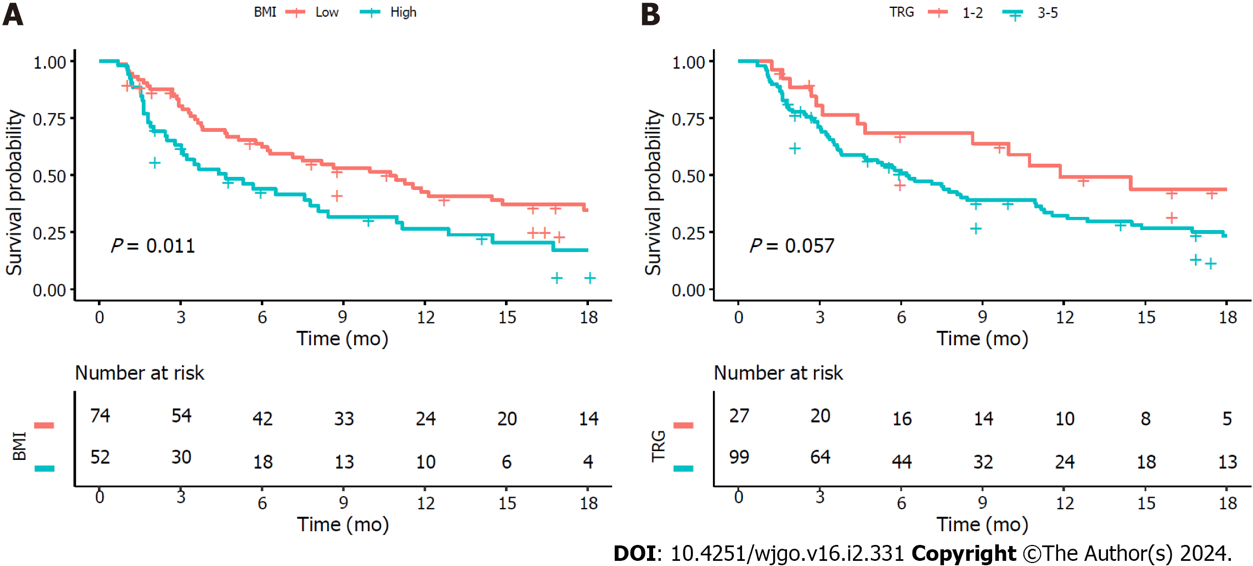 A
BMI Low High
1.00
0.75
0.50
0.25
0.00
Survival probability
P = 0.011
0 3 6 9 12 15 18
Time (mo)
Number at risk
BMI
74 54 42 33 24 20 14
52 30 18 13 10 6 4
0 3 6 9 12 15 18
Time (mo)
B
TRG 1-2 3-5
1.00
0.75
0.50
0.25
0.00
Survival probability
P = 0.057
0 3 6 9 12 15 18
Time (mo)
Number at risk
TRG
27 20 16 14 10 8 5
99 64 44 32 24 18 13
0 3 6 9 12 15 18
Time (mo)
DOI: 10.4251/wjgo.v16.i2.331 Copyright ©The Author(s) 2024.